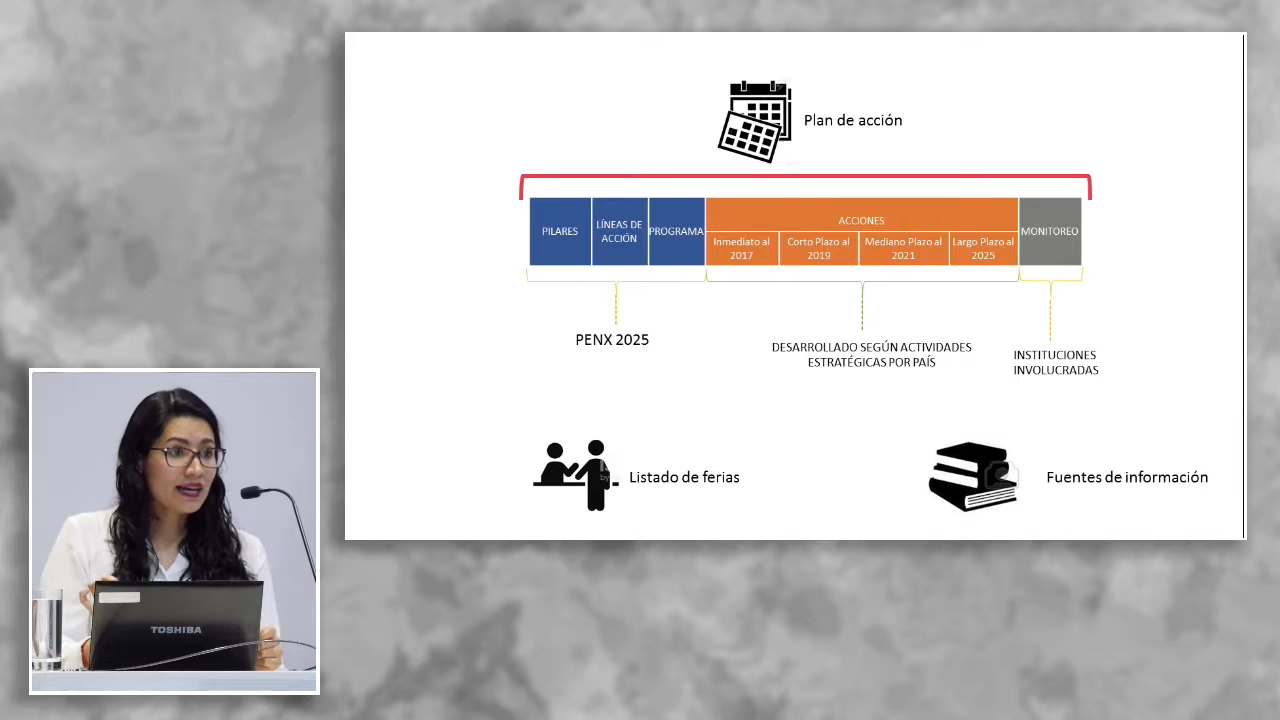 Plan de acción
PILARES
LÍNEAS DE
ACCIÓN
PROGRAMA
ACCIONES
Inmediato al
2017
Corto Plazo al
2019
Mediano Plazo al
2021
Largo Plazo al
2025
MONITOREO
PENX 2025
DESARROLLADO SEGÚN ACTIVIDADES
ESTRATÉGICAS POR PAÍS
INSTITUCIONES
INVOLUCRADAS
Listado de ferias
Fuentes de información
TOSHIBA